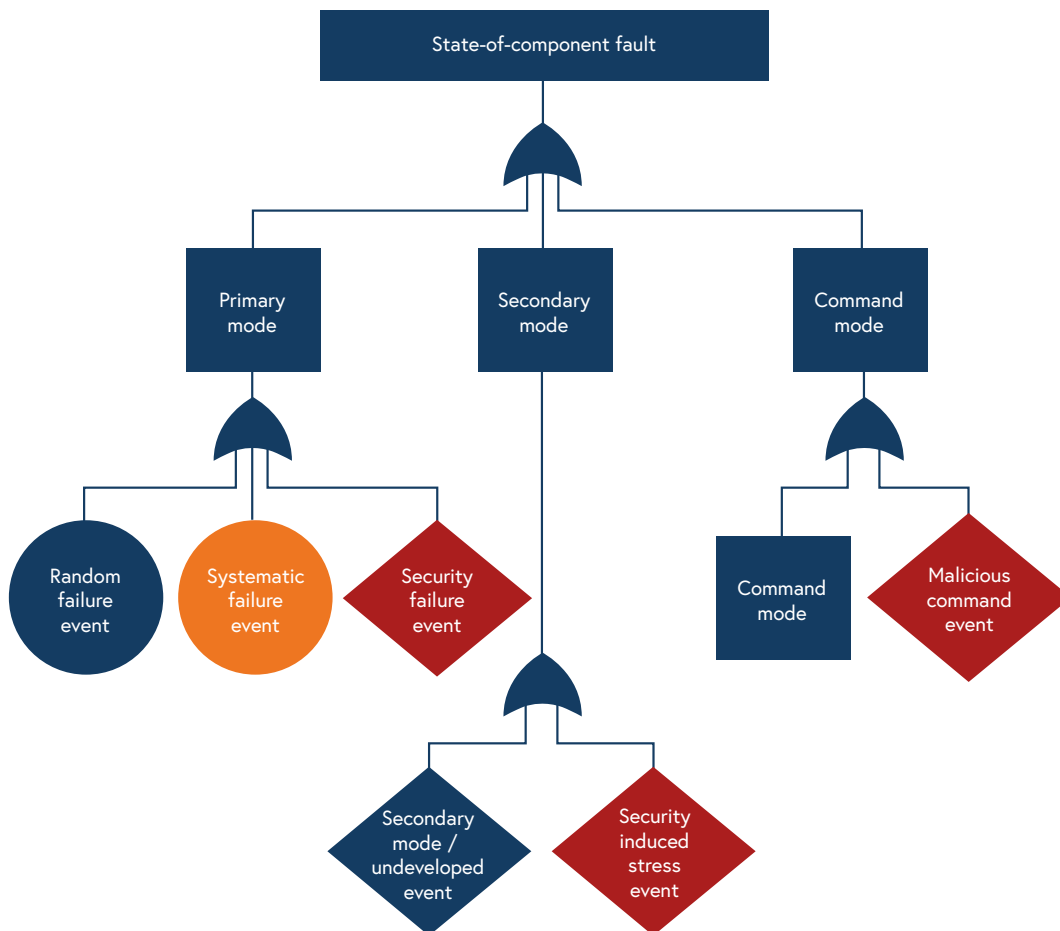 State-of-component fault
Primary
mode
Secondary
mode
Command
mode
Random
failure
event
Systematic
failure
event
Security
failure
event
Command
mode
Malicious
command
event
Secondary
mode /
undeveloped
event
Security
induced
stress
event